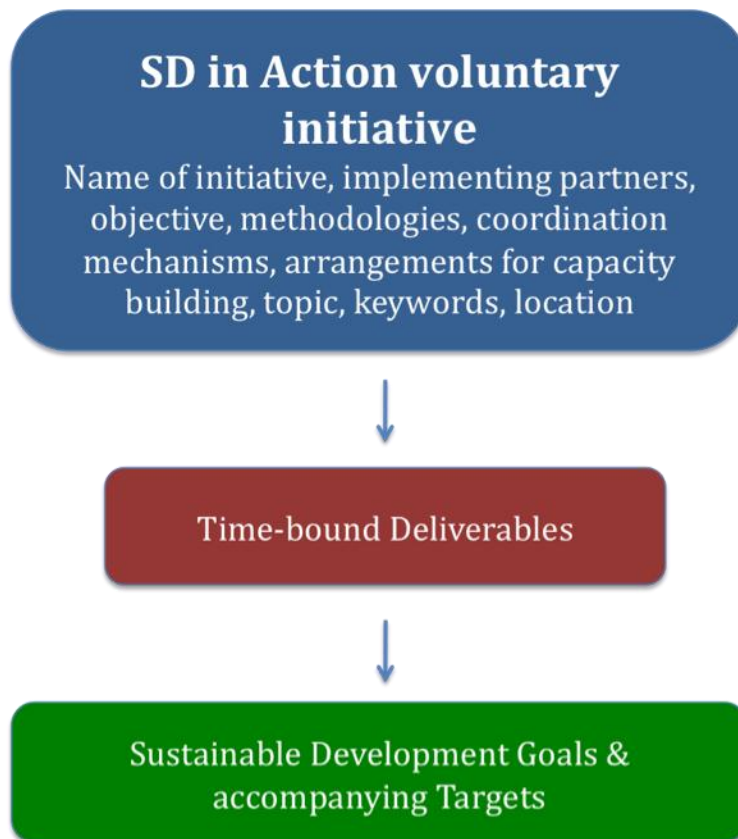 SD in Action voluntary
initiative
Name of initiative, implementing partners,
objective, methodologies, coordination
mechanisms, arrangements for capacity
building, topic, keywords, location
Time-bound Deliverables
Sustainable Development Goals &
accompanying Targets